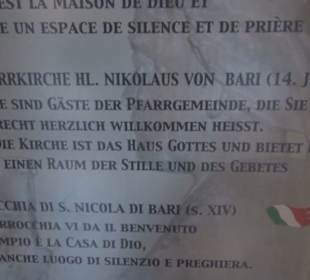 EST LA MAISON DE DIEU ET
E UN ESPACE DE SILENCE ET DE PRIÈRE
RRKIRCHE HL. NIKOLAUS VON BARI (14. J
E SIND GÄSTE DER PFARRGEMEINDE, DIE SIE
RECHT HERZLICH WILLKOMMEN HEISST.
IE KIRCHE IST DAS HAUS GOTTES UND BIETET
EINEN RAUM DER STILLE UND DES GEBETES
CCHIA DI S. NICOLA DI BARI (S. XIV)
ARROCCHIA VI DA IL BENVENUTO
MPIO È LA CASA DI DIO,
ANCHE LUOGO DI SILENZIO E PREGHIERA.